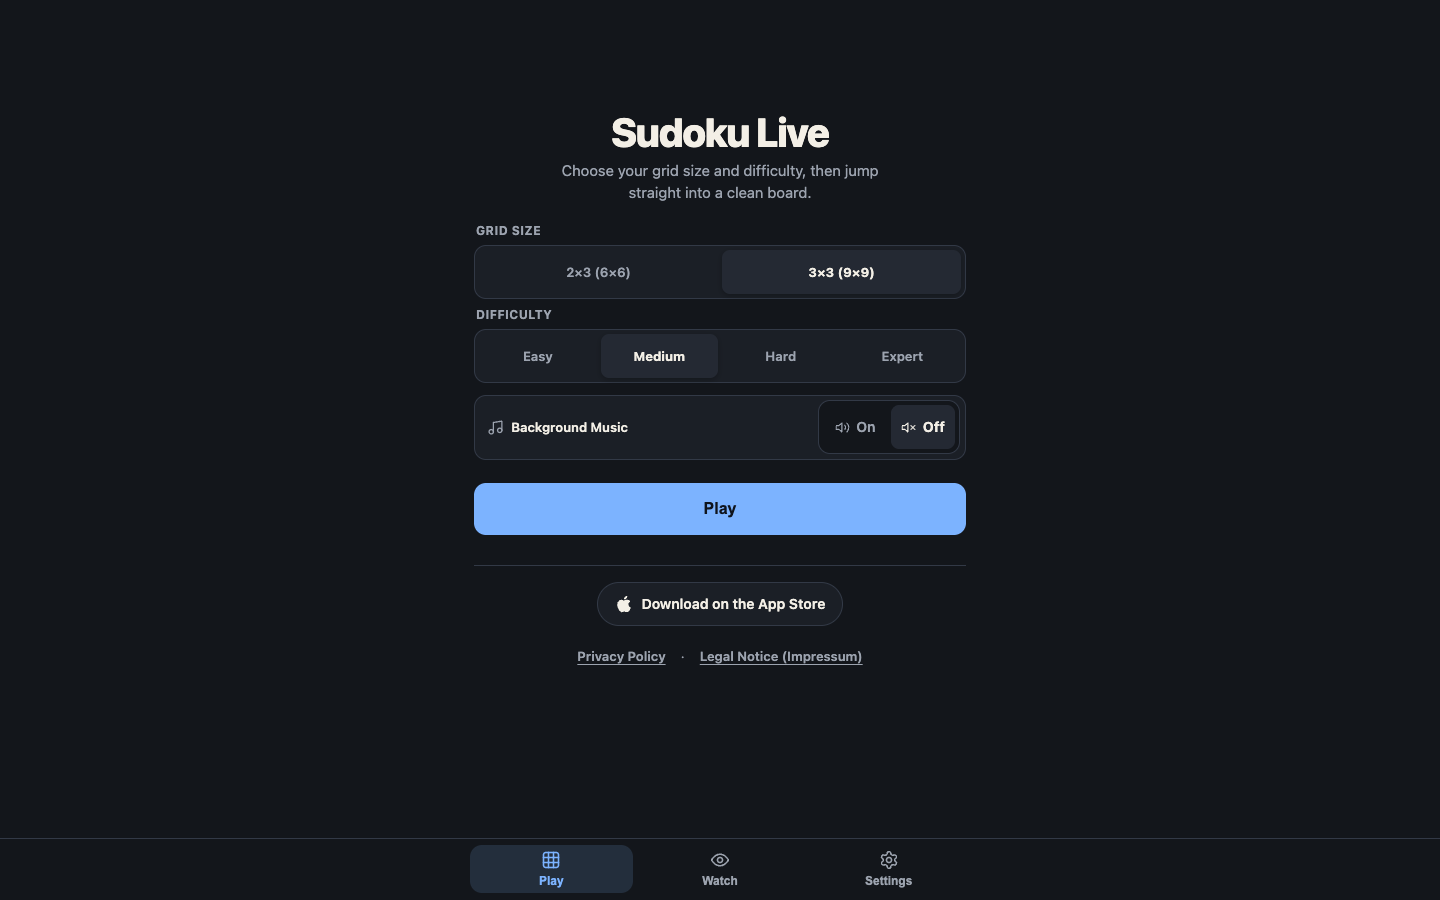 Sudoku Live
Choose your grid size and difficulty, then jump
straight into a clean board.
GRID SIZE
2×3 (6×6)
3×3 (9×9)
DIFFICULTY
Easy
Medium
Hard
Expert
Background Music
On
Off
Play
Download on the App Store
Privacy Policy · Legal Notice (Impressum)
Play
Watch
Settings